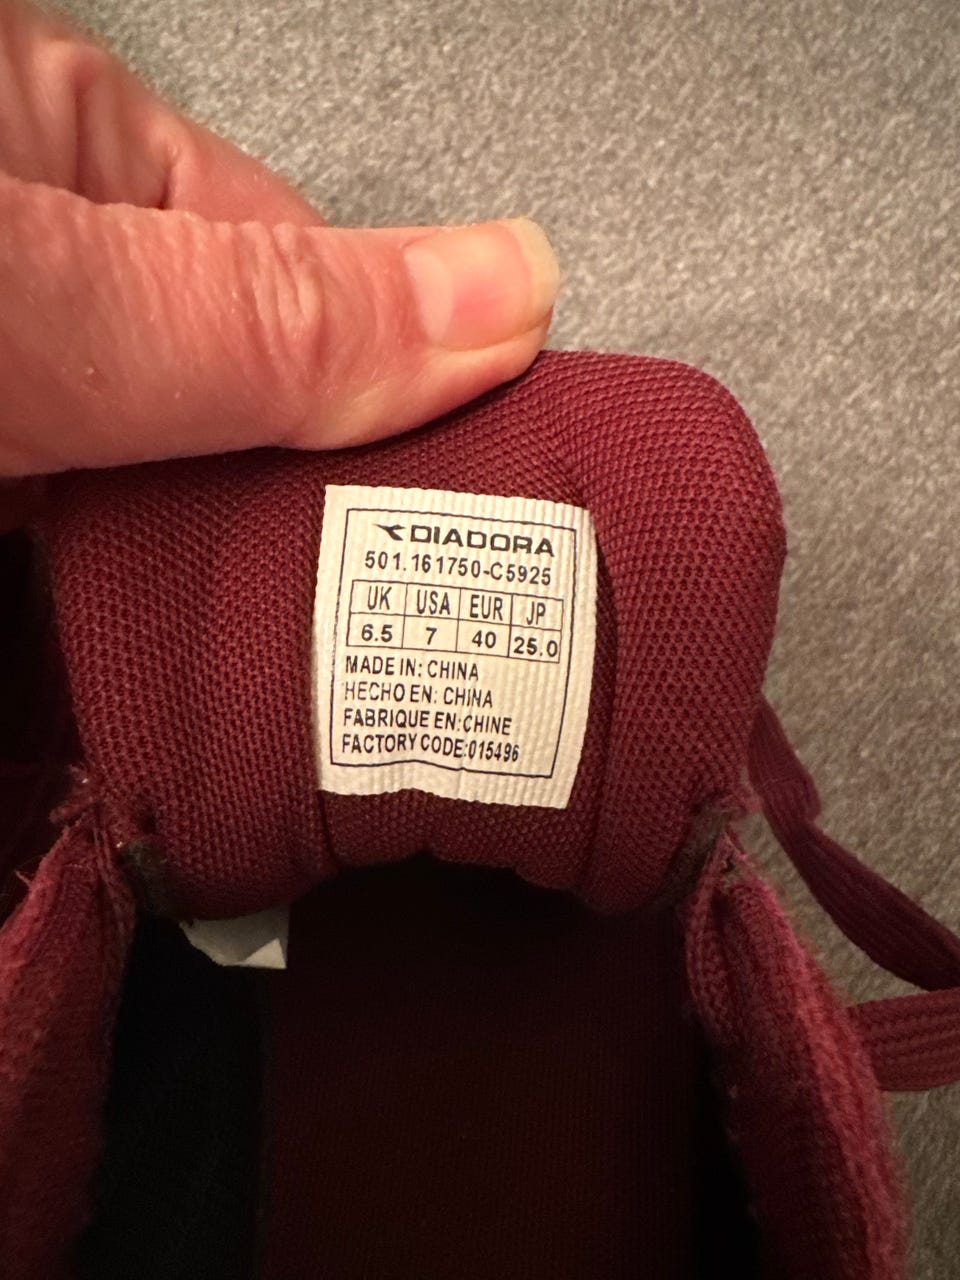 DIADORA
501.161750-C5925
UK USA EUR JP
6.5 7 40 25.0
MADE IN: CHINA
HECHO EN: CHINA
FABRIQUE EN:CHINE
FACTORY CODE:015496